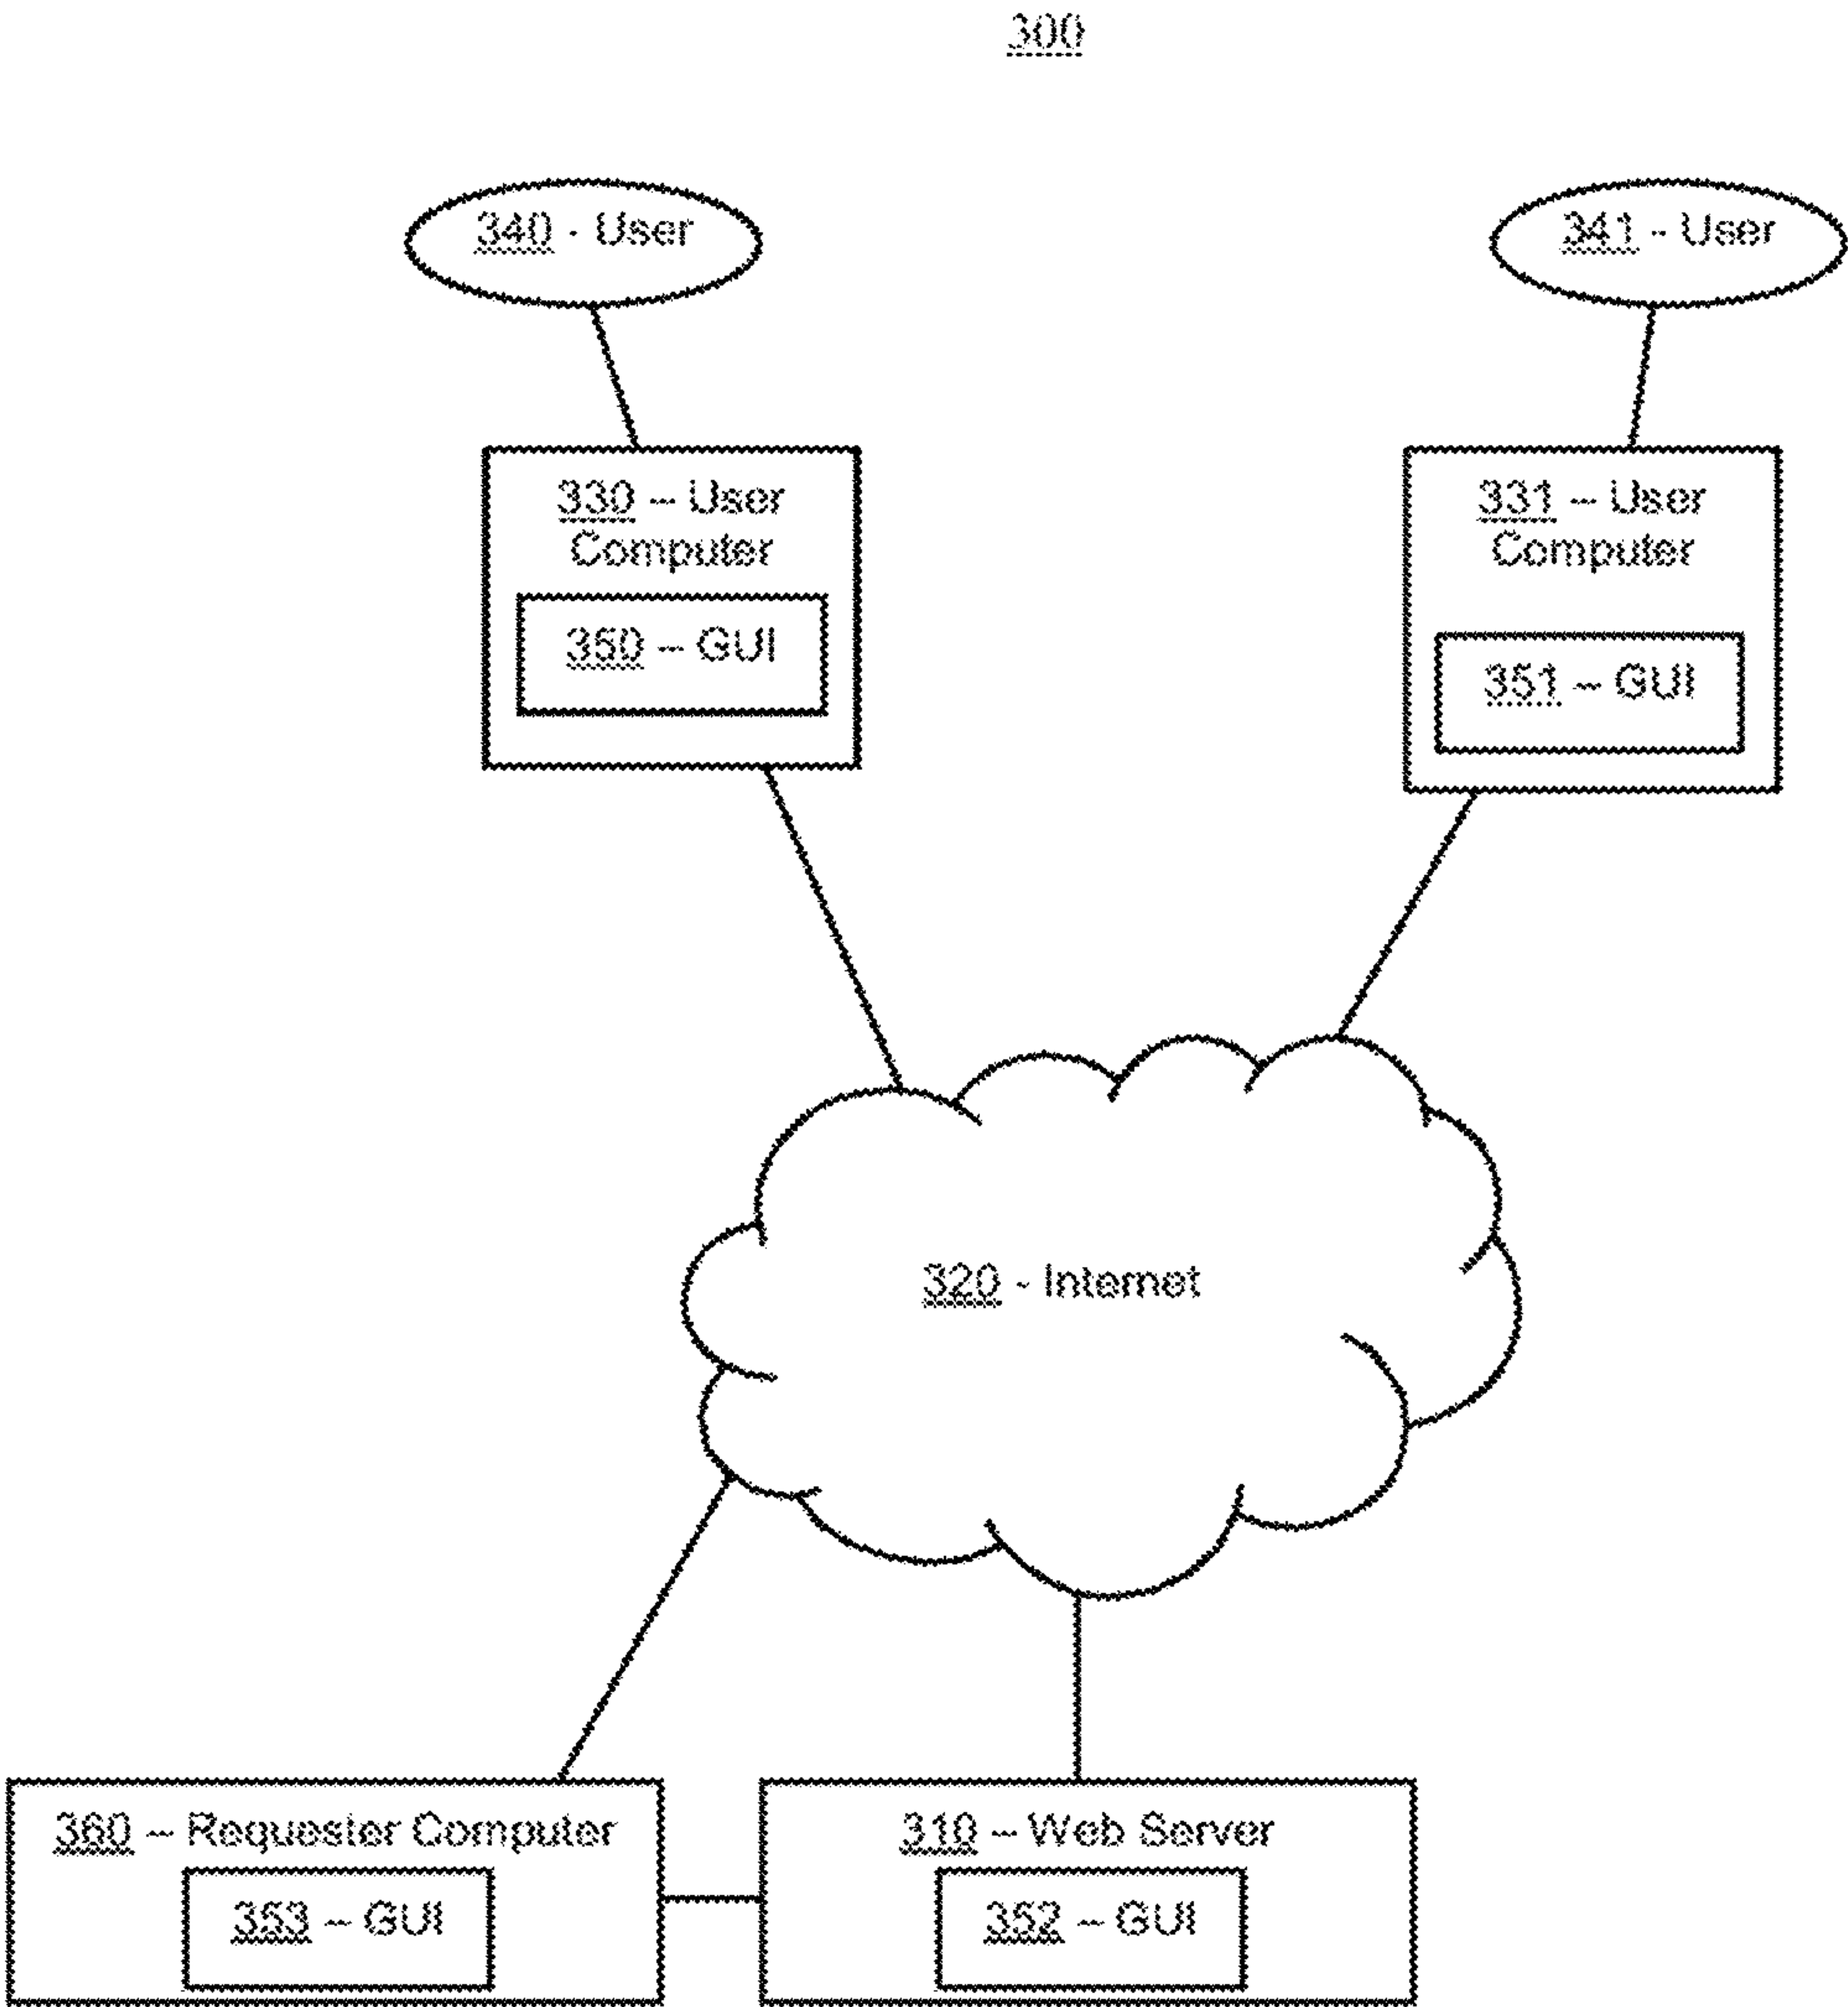 300
340 - User
341 - User
330 – User
Computer
350 – GUI
331 – User
Computer
351 – GUI
320 - Internet
360 – Requester Computer
353 – GUI
310 – Web Server
352 – GUI